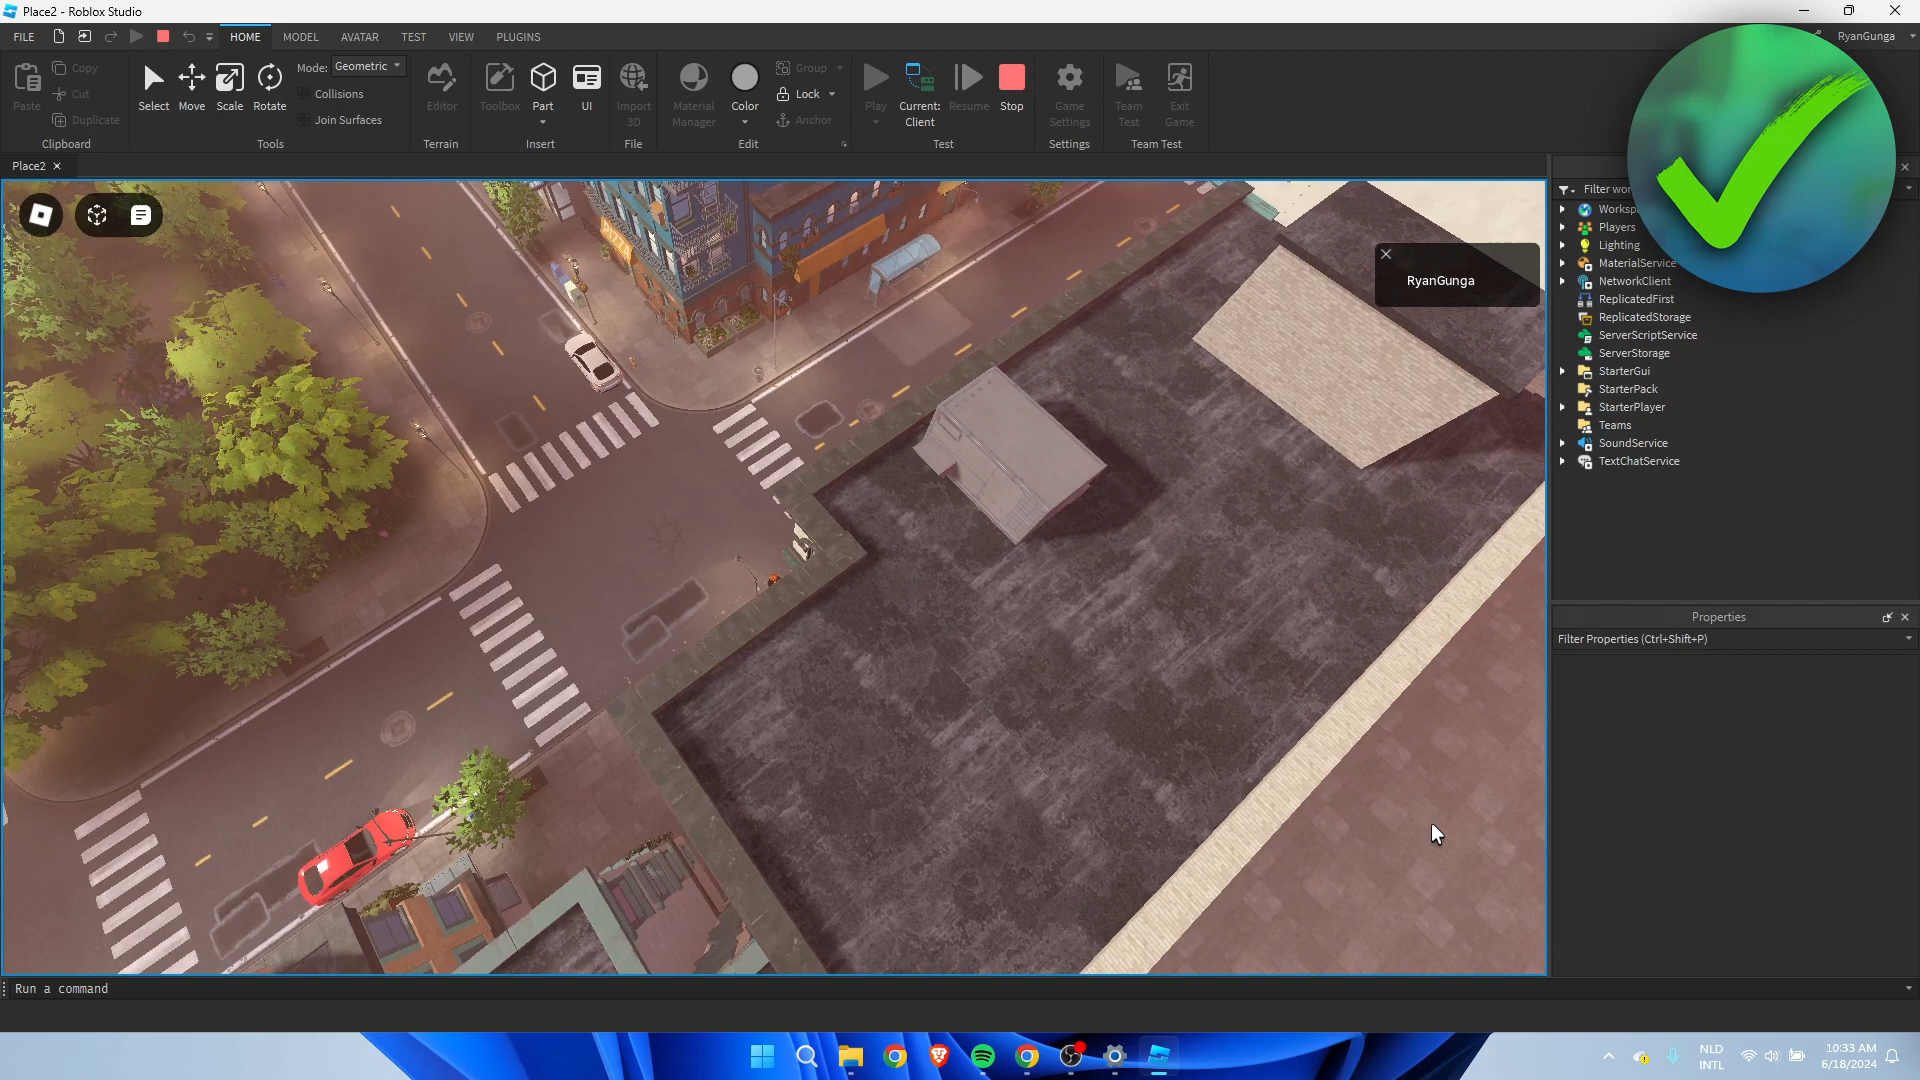 Place2 - Roblox Studio
FILE
HOME
MODEL
AVATAR
TEST
VIEW
PLUGINS
RyanGunga
Paste
Copy
Cut
Duplicate
Clipboard
Select
Move
Scale
Rotate
Mode:
Geometric
Collisions
Join Surfaces
Tools
Editor
Terrain
Toolbox
Part
UI
Insert
Import
3D
File
Material
Manager
Color
Group
Lock
Anchor
Edit
Play
Current:
Client
Resume
Stop
Test
Game
Settings
Settings
Team
Test
Exit
Game
Team Test
Place2
PIZZA
RyanGunga
Filter wor
Workspa
Players
Lighting
MaterialService
NetworkClient
ReplicatedFirst
ReplicatedStorage
ServerScriptService
ServerStorage
StarterGui
StarterPack
StarterPlayer
Teams
SoundService
TextChatService
Properties
Filter Properties (Ctrl+Shift+P)
Run a command
NLD
INTL
10:33 AM
6/18/2024